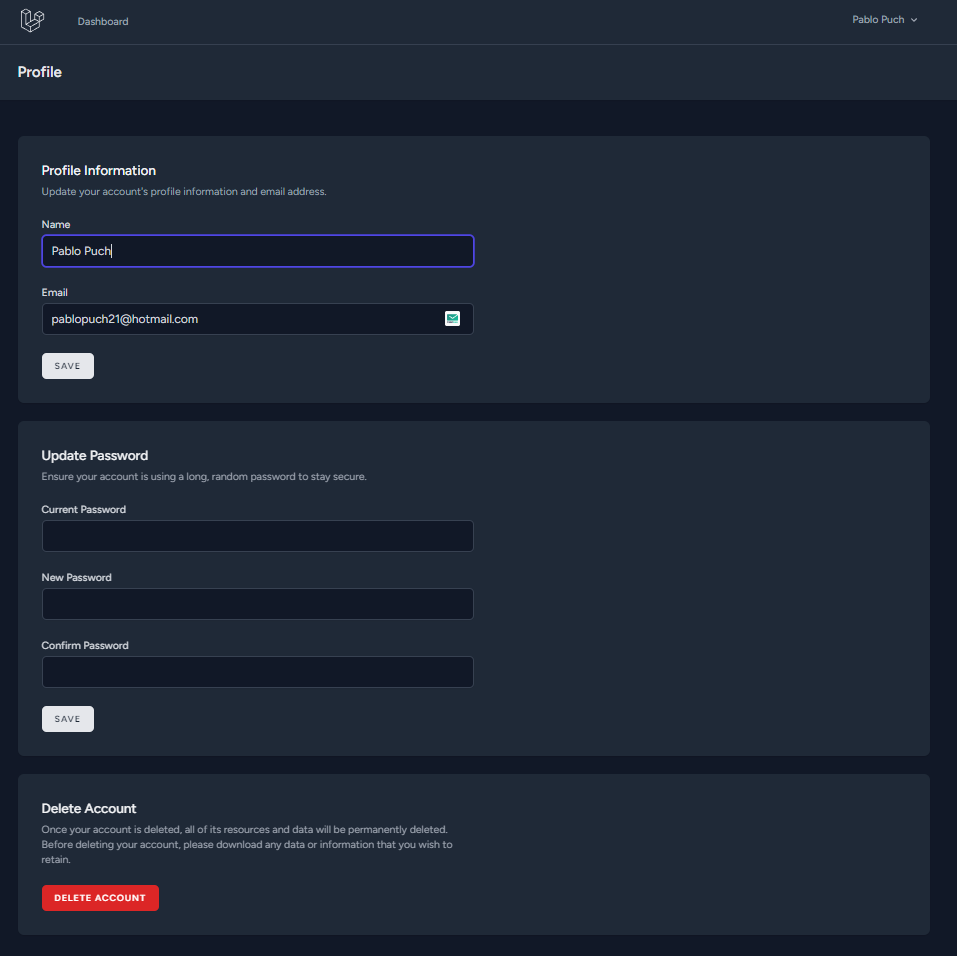 Dashboard
Pablo Puch
Profile
Profile Information
Update your account's profile information and email address.
Name
Pablo Puch
Email
pablopuch21@hotmail.com
SAVE
Update Password
Ensure your account is using a long, random password to stay secure.
Current Password
New Password
Confirm Password
SAVE
Delete Account
Once your account is deleted, all of its resources and data will be permanently deleted.
Before deleting your account, please download any data or information that you wish to
retain.
DELETE ACCOUNT